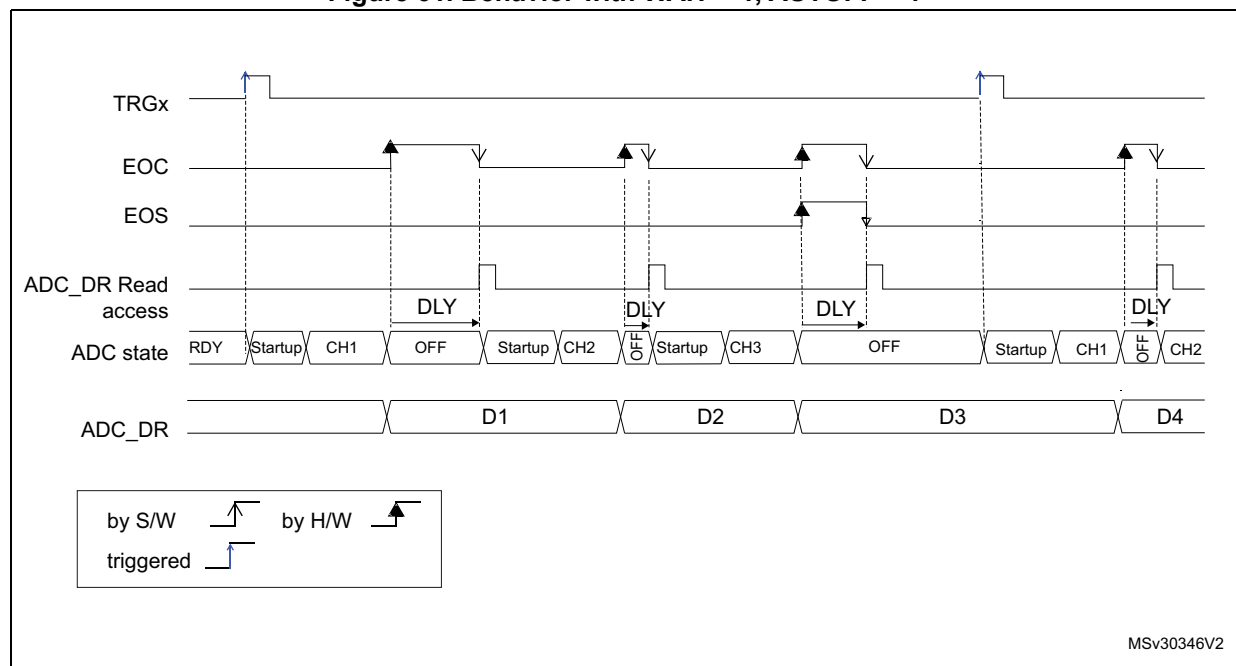 TRGx
EOC
EOS
ADC_DR Read
access
DLY DLY DLY DLY
ADC state RDY Startup CH1 OFF Startup CH2 OFF Startup CH3 OFF Startup CH1 OFF CH2
ADC_DR D1 D2 D3 D4
by S/W by H/W
triggered
MSv30346V2